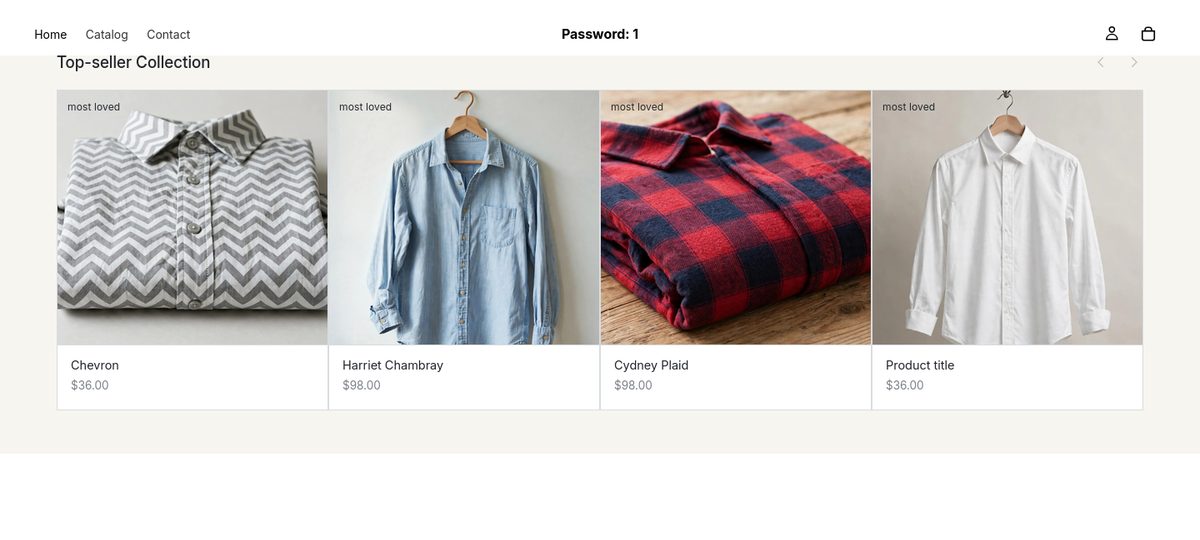 Home Catalog Contact Password: 1
Top-seller Collection
most loved most loved most loved most loved
Chevron Harriet Chambray Cydney Plaid Product title
$36.00 $98.00 $98.00 $36.00